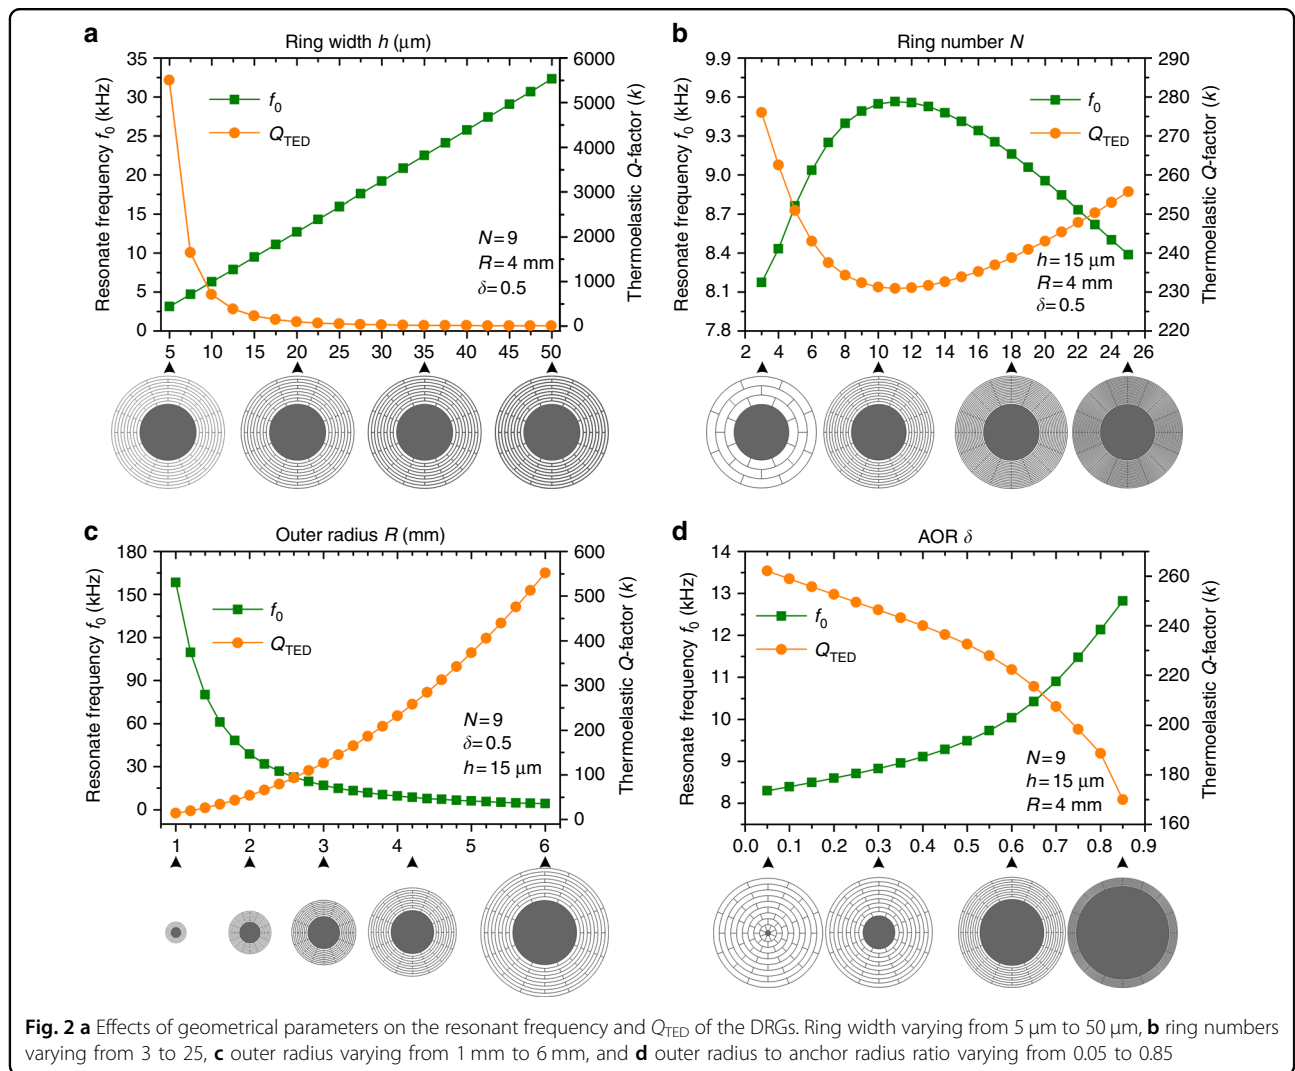 a
Ring width h (μm)
Resonate frequency f0 (kHz)
35
30
25
20
15
10
5
0
f0
QTED
N=9
R=4 mm
δ=0.5
6000
5000
4000
3000
2000
1000
0
Thermoelastic Q-factor (k)
5 10 15 20 25 30 35 40 45 50
b
Ring number N
Resonate frequency f0 (kHz)
9.9
9.6
9.3
9.0
8.7
8.4
8.1
7.8
f0
QTED
h=15 μm
R=4 mm
δ=0.5
290
280
270
260
250
240
230
220
Thermoelastic Q-factor (k)
2 4 6 8 10 12 14 16 18 20 22 24 26
c
Outer radius R (mm)
Resonate frequency f0 (kHz)
180
150
120
90
60
30
0
f0
QTED
N=9
δ=0.5
h=15 μm
600
500
400
300
200
100
0
Thermoelastic Q-factor (k)
1 2 3 4 5 6
d
AOR δ
Resonate frequency f0 (kHz)
14
13
12
11
10
9
8
f0
QTED
N=9
h=15 μm
R=4 mm
260
240
220
200
180
160
Thermoelastic Q-factor (k)
0.0 0.1 0.2 0.3 0.4 0.5 0.6 0.7 0.8 0.9
Fig. 2 a Effects of geometrical parameters on the resonant frequency and QTED of the DRGs. Ring width varying from 5 μm to 50 μm, b ring numbers
varying from 3 to 25, c outer radius varying from 1 mm to 6 mm, and d outer radius to anchor radius ratio varying from 0.05 to 0.85